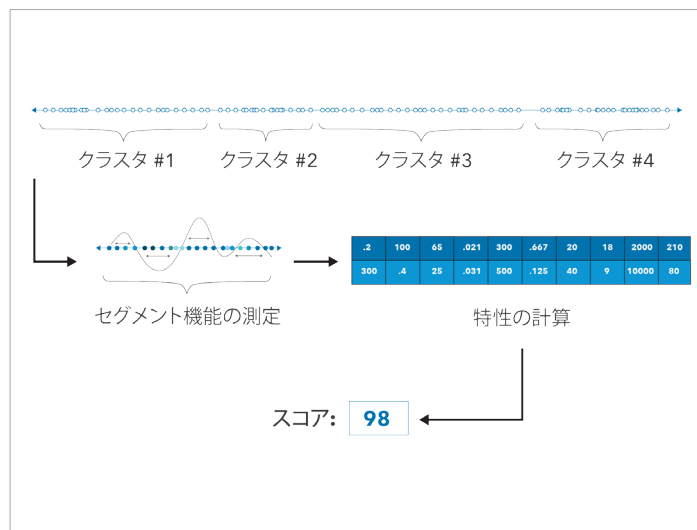 クラスタ #1
クラスタ #2
クラスタ #3
クラスタ #4
セグメント機能の測定
.2 100 65 .021 300 .667 20 18 2000 210
300 .4 25 .031 500 .125 40 9 10000 80
特性の計算
スコア: 98